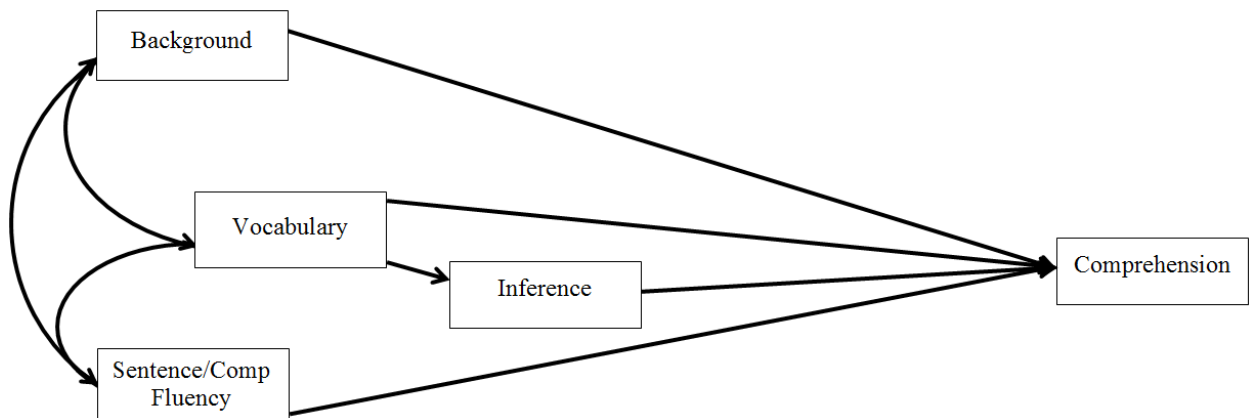 Background
Vocabulary
Inference
Comprehension
Sentence/Comp
Fluency